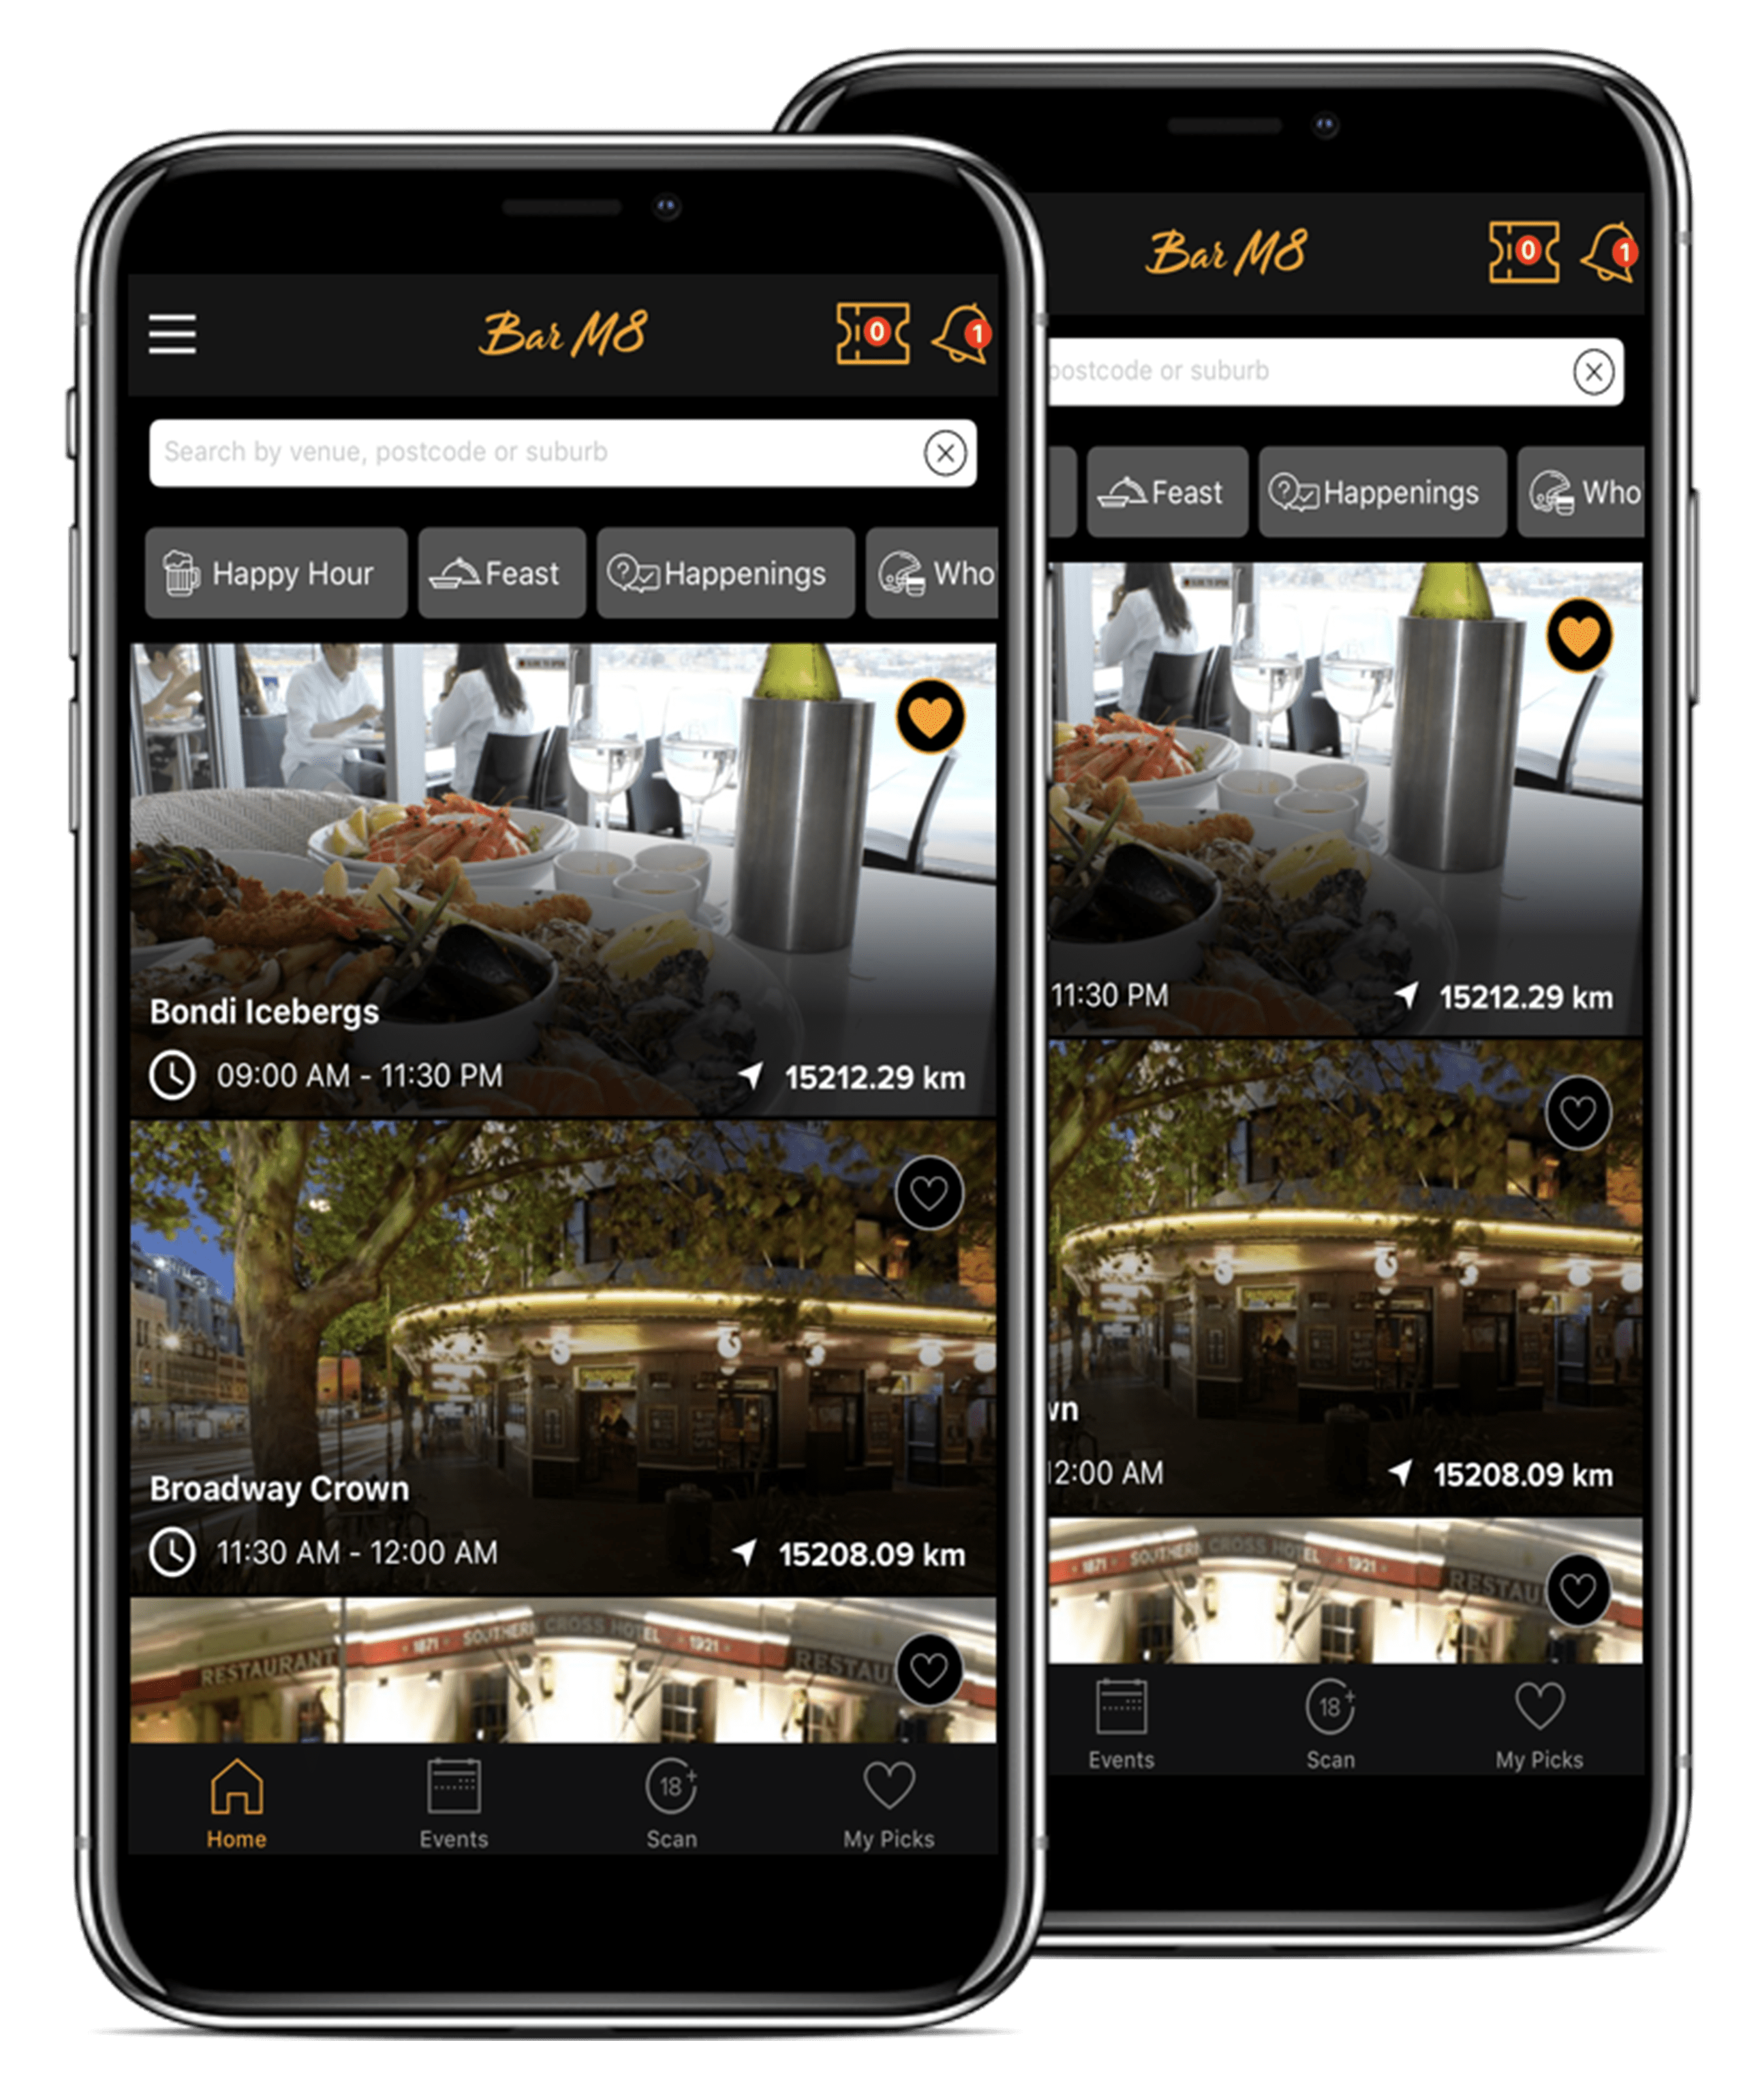 Bar M8
0
1
Search by venue, postcode or suburb
Happy Hour
Feast
Happenings
Who
Bondi Icebergs
09:00 AM - 11:30 PM
15212.29 km
Broadway Crown
11:30 AM - 12:00 AM
15208.09 km
1871 · SOUTHERN CROSS HOTEL · 1921
RESTAURANT
RESTAU
Home
Events
18+
Scan
My Picks
Bar M8
0
1
postcode or suburb
Feast
Happenings
Who
11:30 PM
15212.29 km
wn
12:00 AM
15208.09 km
1871 · SOUTHERN CROSS HOTEL · 1921
RESTAU
Events
18+
Scan
My Picks